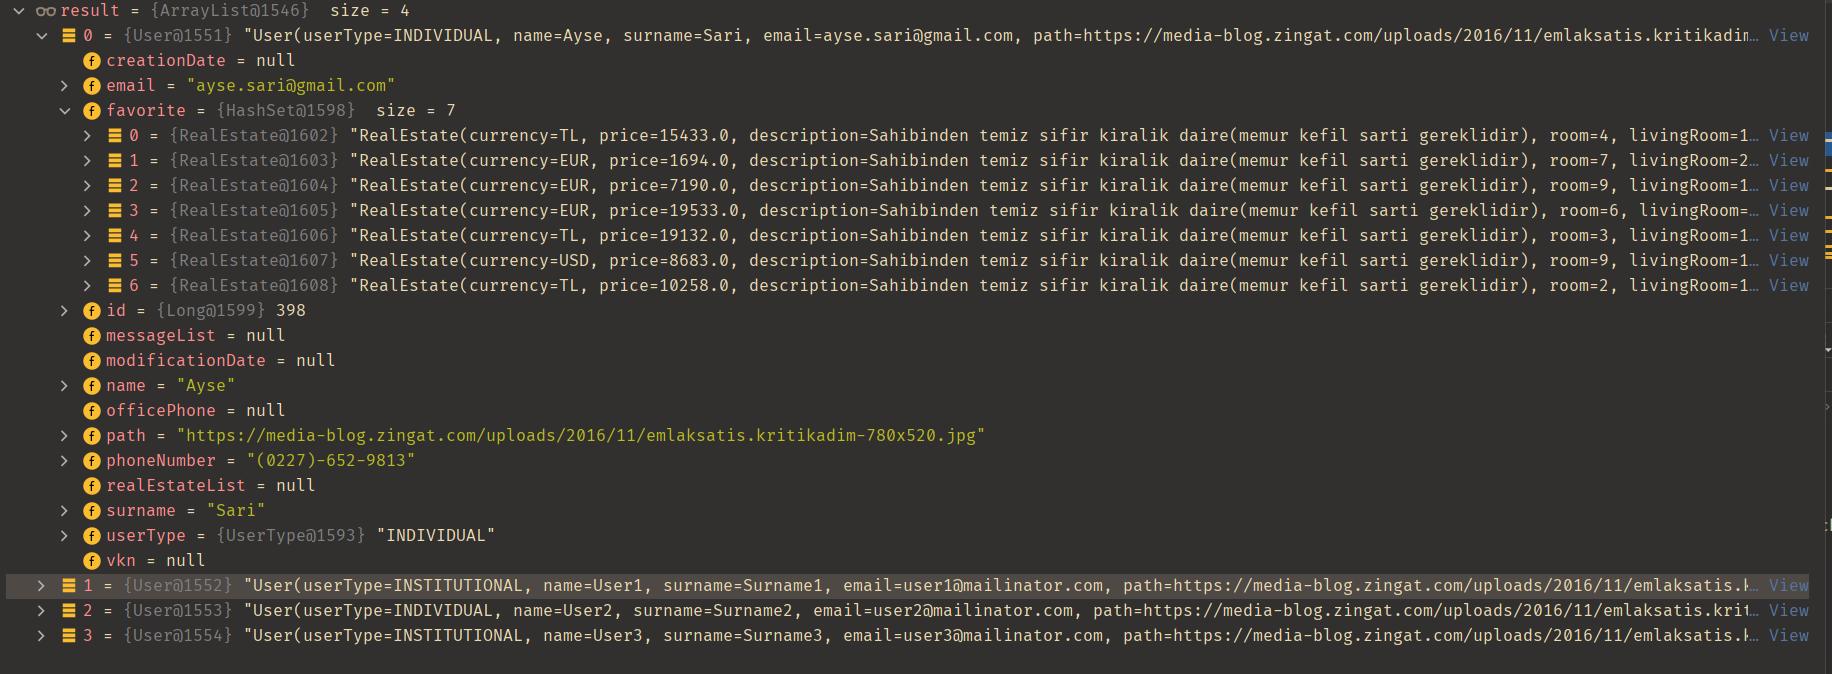 result = {ArrayList@1546} size = 4
0 = {User@1551} "User(userType=INDIVIDUAL, name=Ayse, surname=Sari, email=ayse.sari@gmail.com, path=https://media-blog.zingat.com/uploads/2016/11/emlaksatis.kritikadim... View
f creationDate = null
f email = "ayse.sari@gmail.com"
f favorite = {HashSet@1598} size = 7
0 = {RealEstate@1602} "RealEstate(currency=TL, price=15433.0, description=Sahibinden temiz sifir kiralik daire(memur kefil sarti gereklidir), room=4, livingRoom=1... View
1 = {RealEstate@1603} "RealEstate(currency=EUR, price=1694.0, description=Sahibinden temiz sifir kiralik daire(memur kefil sarti gereklidir), room=7, livingRoom=2... View
2 = {RealEstate@1604} "RealEstate(currency=EUR, price=7190.0, description=Sahibinden temiz sifir kiralik daire(memur kefil sarti gereklidir), room=9, livingRoom=1... View
3 = {RealEstate@1605} "RealEstate(currency=EUR, price=19533.0, description=Sahibinden temiz sifir kiralik daire(memur kefil sarti gereklidir), room=6, livingRoom=... View
4 = {RealEstate@1606} "RealEstate(currency=TL, price=19132.0, description=Sahibinden temiz sifir kiralik daire(memur kefil sarti gereklidir), room=3, livingRoom=1... View
5 = {RealEstate@1607} "RealEstate(currency=USD, price=8683.0, description=Sahibinden temiz sifir kiralik daire(memur kefil sarti gereklidir), room=9, livingRoom=1... View
6 = {RealEstate@1608} "RealEstate(currency=TL, price=10258.0, description=Sahibinden temiz sifir kiralik daire(memur kefil sarti gereklidir), room=2, livingRoom=1... View
f id = {Long@1599} 398
f messageList = null
f modificationDate = null
f name = "Ayse"
f officePhone = null
f path = "https://media-blog.zingat.com/uploads/2016/11/emlaksatis.kritikadim-780x520.jpg"
f phoneNumber = "(0227)-652-9813"
f realEstateList = null
f surname = "Sari"
f userType = {UserType@1593} "INDIVIDUAL"
f vkn = null
1 = {User@1552} "User(userType=INSTITUTIONAL, name=User1, surname=Surname1, email=user1@mailinator.com, path=https://media-blog.zingat.com/uploads/2016/11/emlaksatis.k... View
2 = {User@1553} "User(userType=INDIVIDUAL, name=User2, surname=Surname2, email=user2@mailinator.com, path=https://media-blog.zingat.com/uploads/2016/11/emlaksatis.krit... View
3 = {User@1554} "User(userType=INSTITUTIONAL, name=User3, surname=Surname3, email=user3@mailinator.com, path=https://media-blog.zingat.com/uploads/2016/11/emlaksatis.k... View